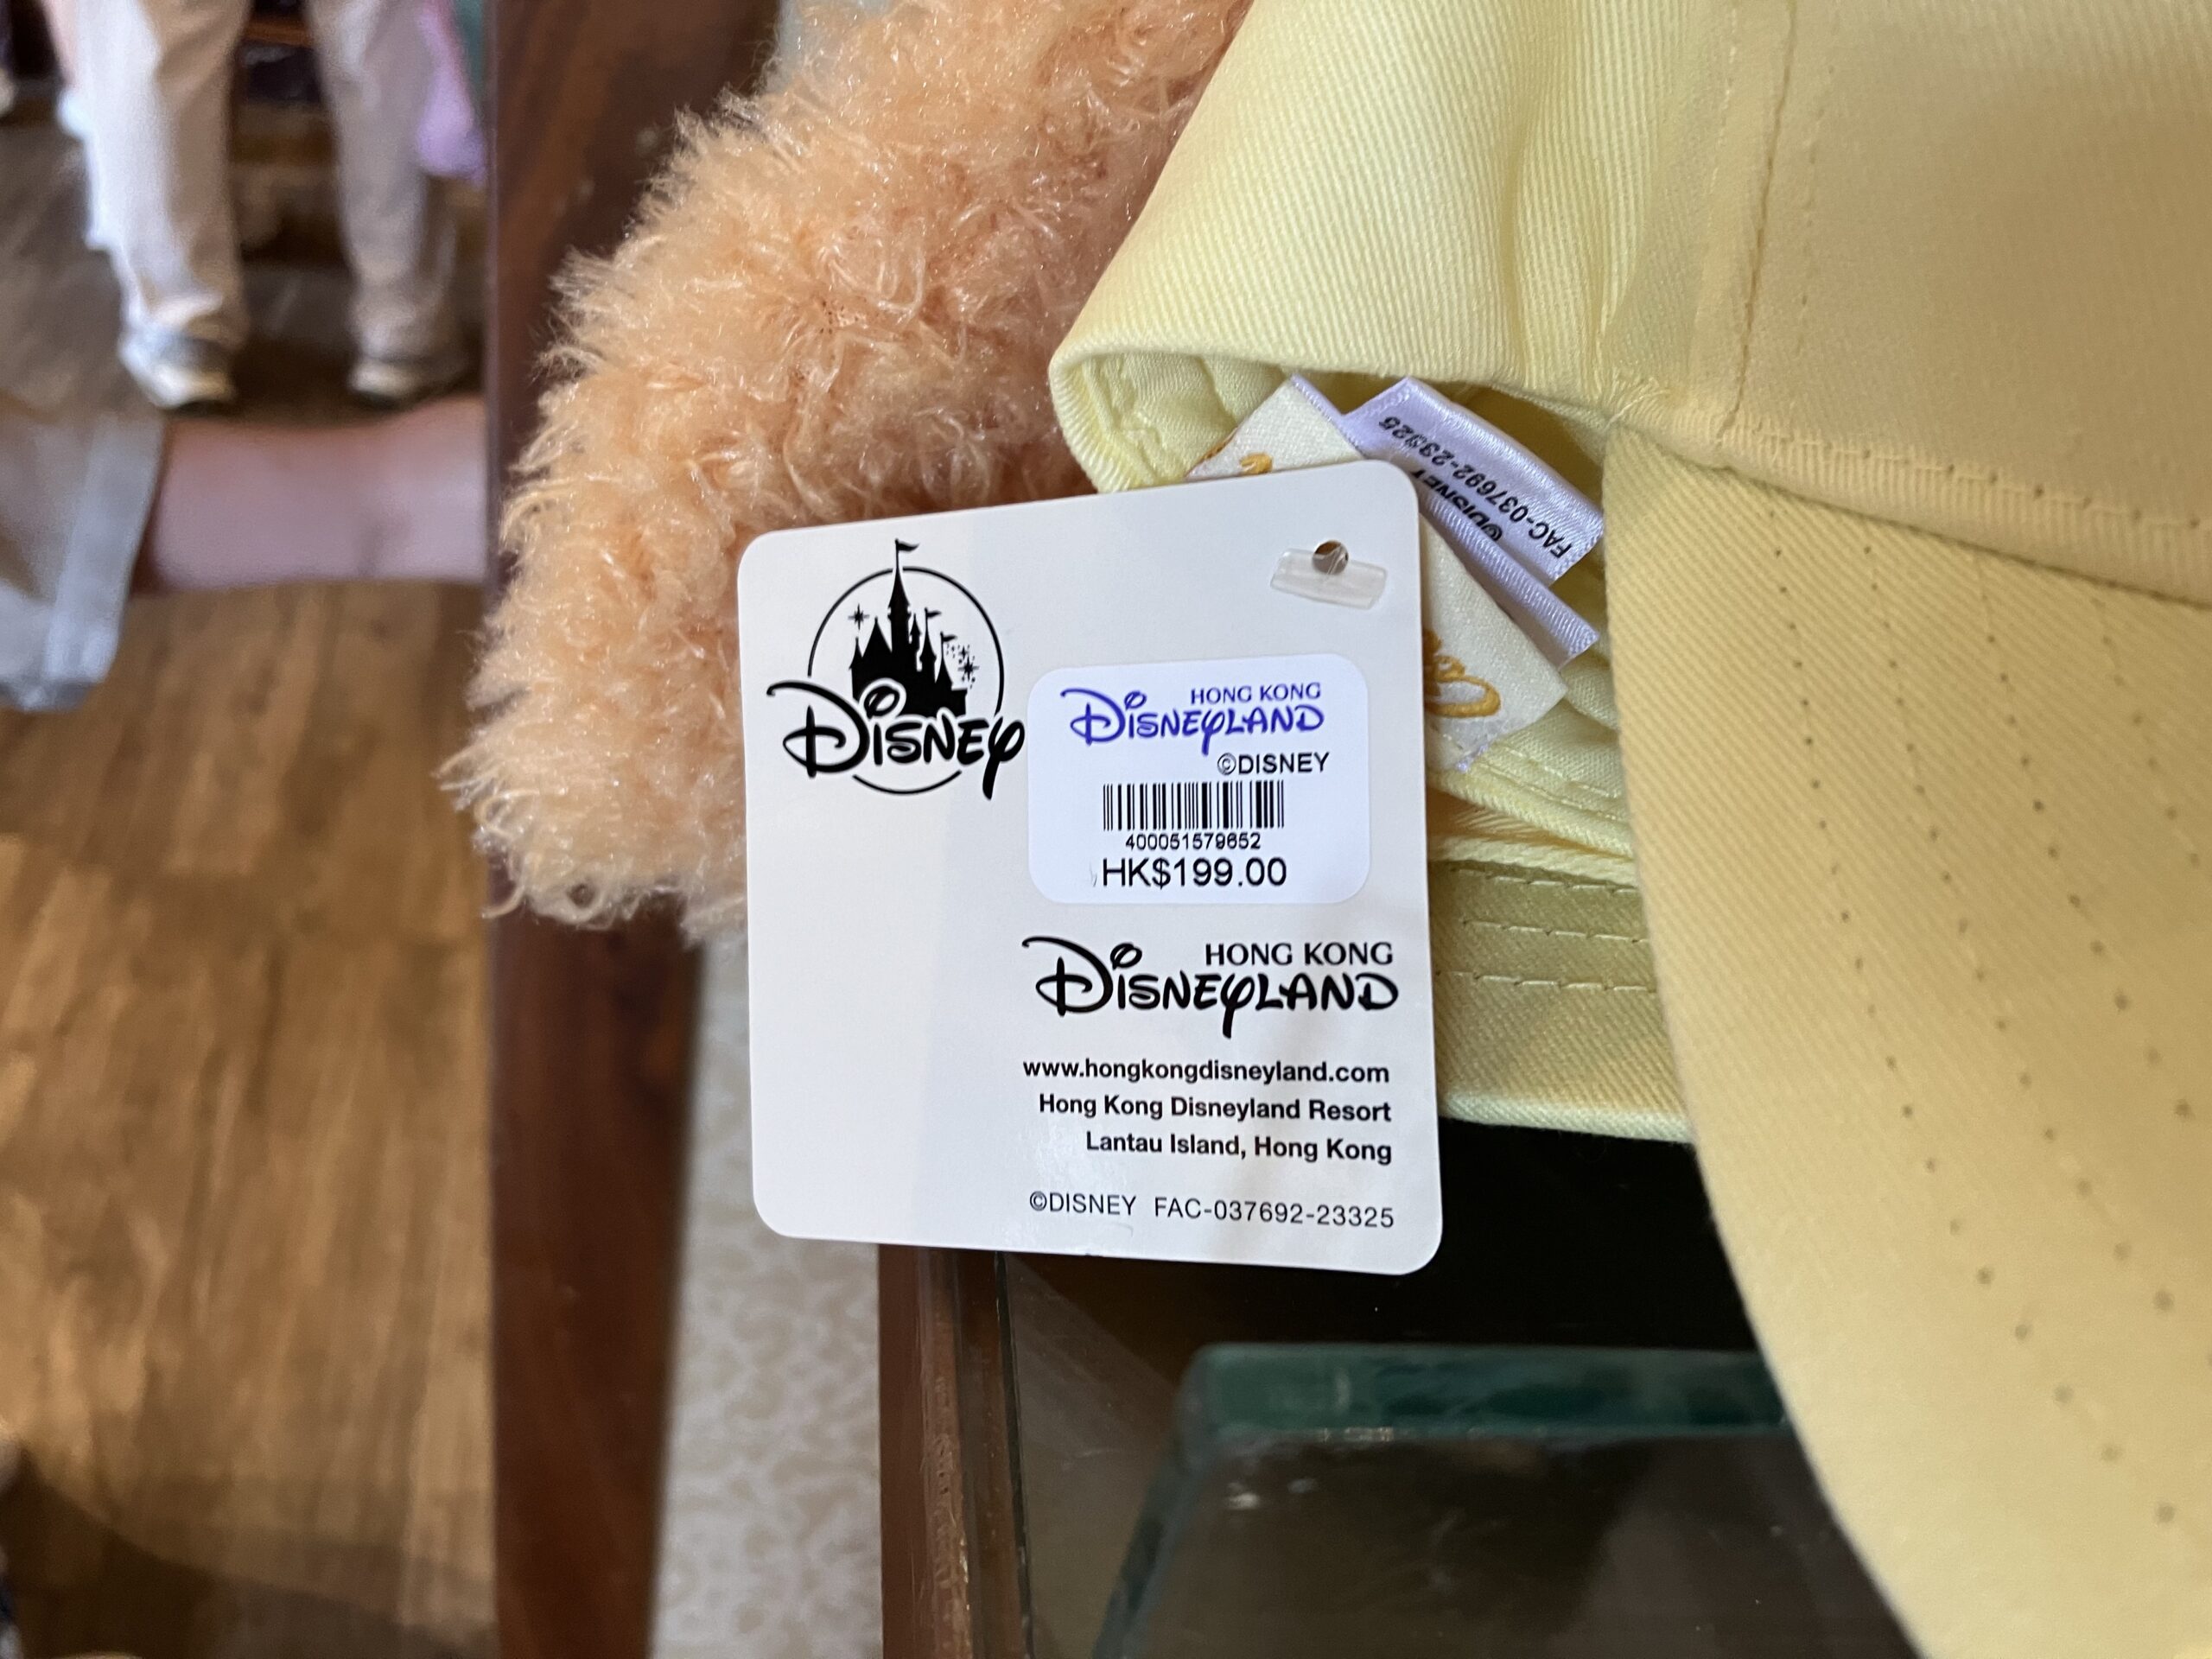 FAC-037692-23325
©DISNEY
DISNEY
HONG KONG
DISNEYLAND
©DISNEY
400051579652
HK$199.00
HONG KONG
DISNEYLAND
www.hongkongdisneyland.com
Hong Kong Disneyland Resort
Lantau Island, Hong Kong
©DISNEY FAC-037692-23325